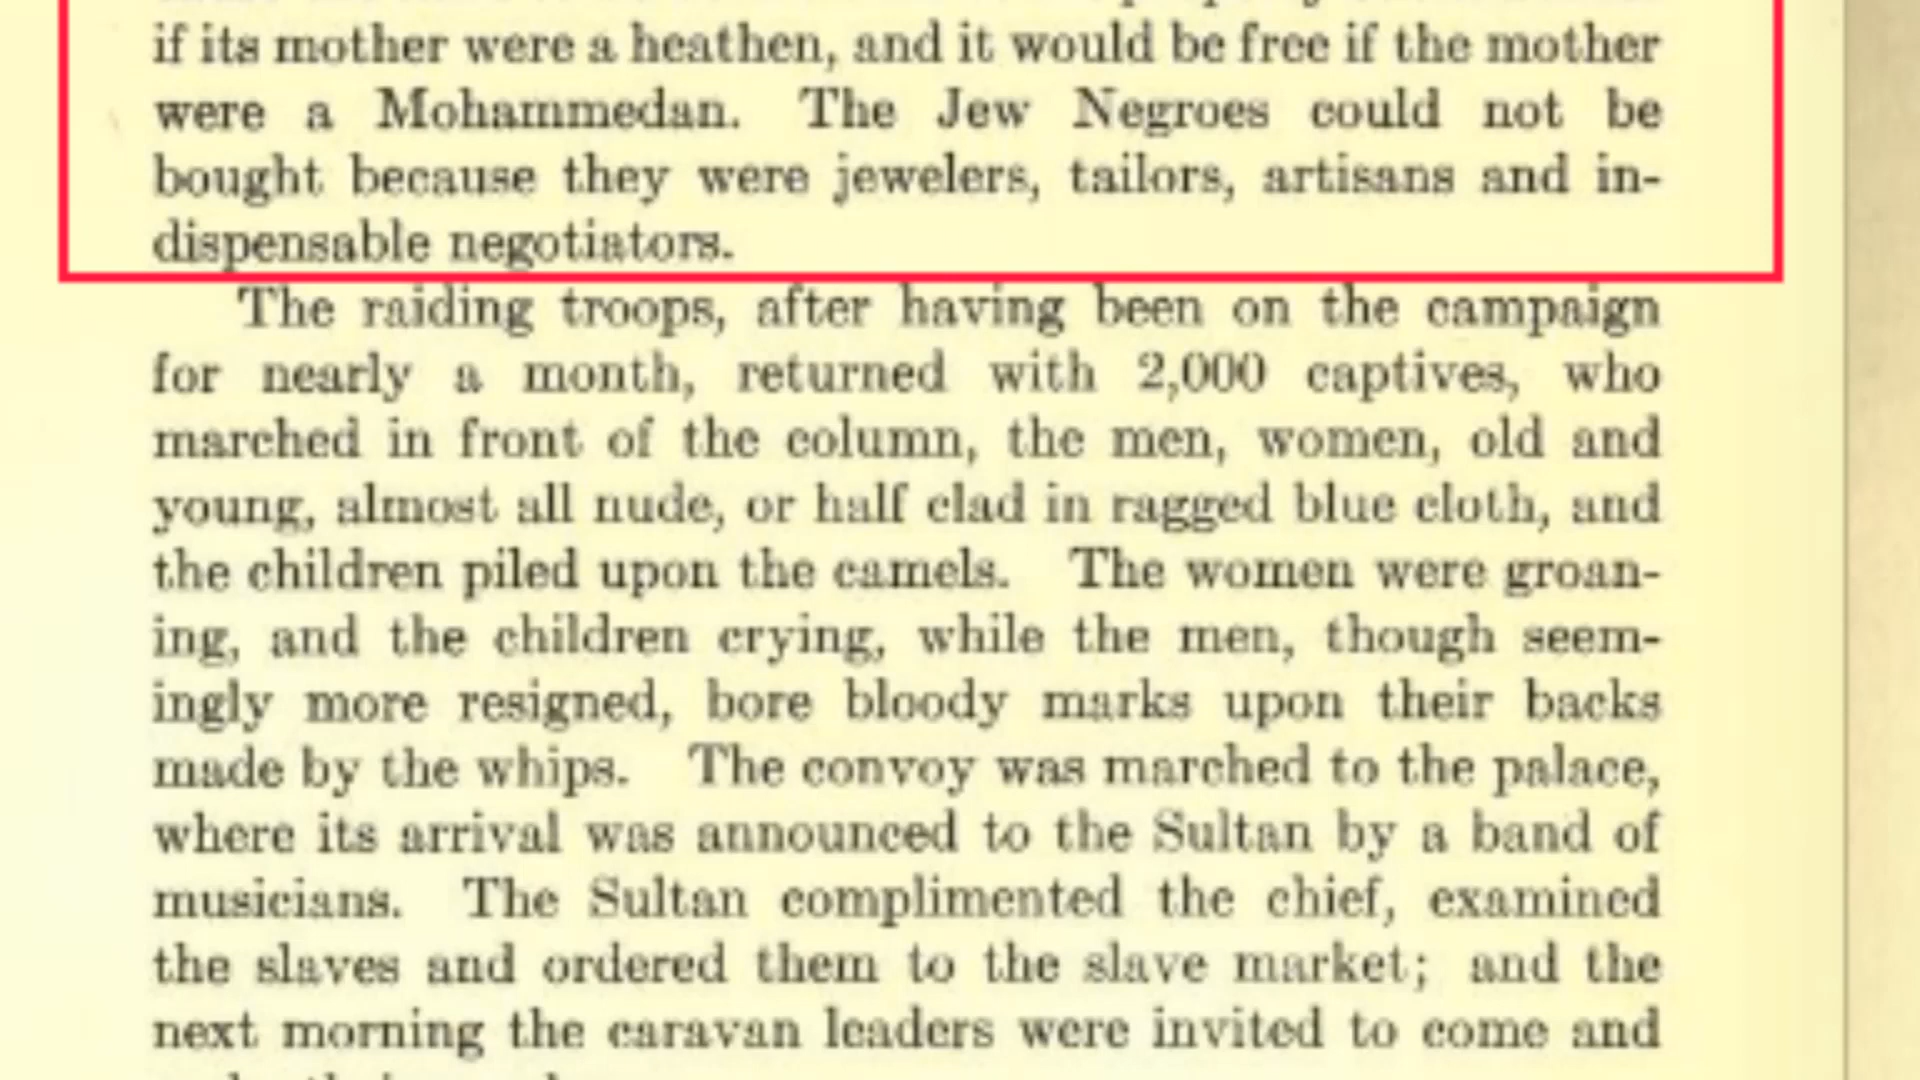 if its mother were a heathen, and it would be free if the mother
were a Mohammedan. The Jew Negroes could not be
bought because they were jewelers, tailors, artisans and in-
dispensable negotiators.
The raiding troops, after having been on the campaign
for nearly a month, returned with 2,000 captives, who
marched in front of the column, the men, women, old and
young, almost all nude, or half clad in ragged blue cloth, and
the children piled upon the camels. The women were groan-
ing, and the children crying, while the men, though seem-
ingly more resigned, bore bloody marks upon their backs
made by the whips. The convoy was marched to the palace,
where its arrival was announced to the Sultan by a band of
musicians. The Sultan complimented the chief, examined
the slaves and ordered them to the slave market; and the
next morning the caravan leaders were invited to come and